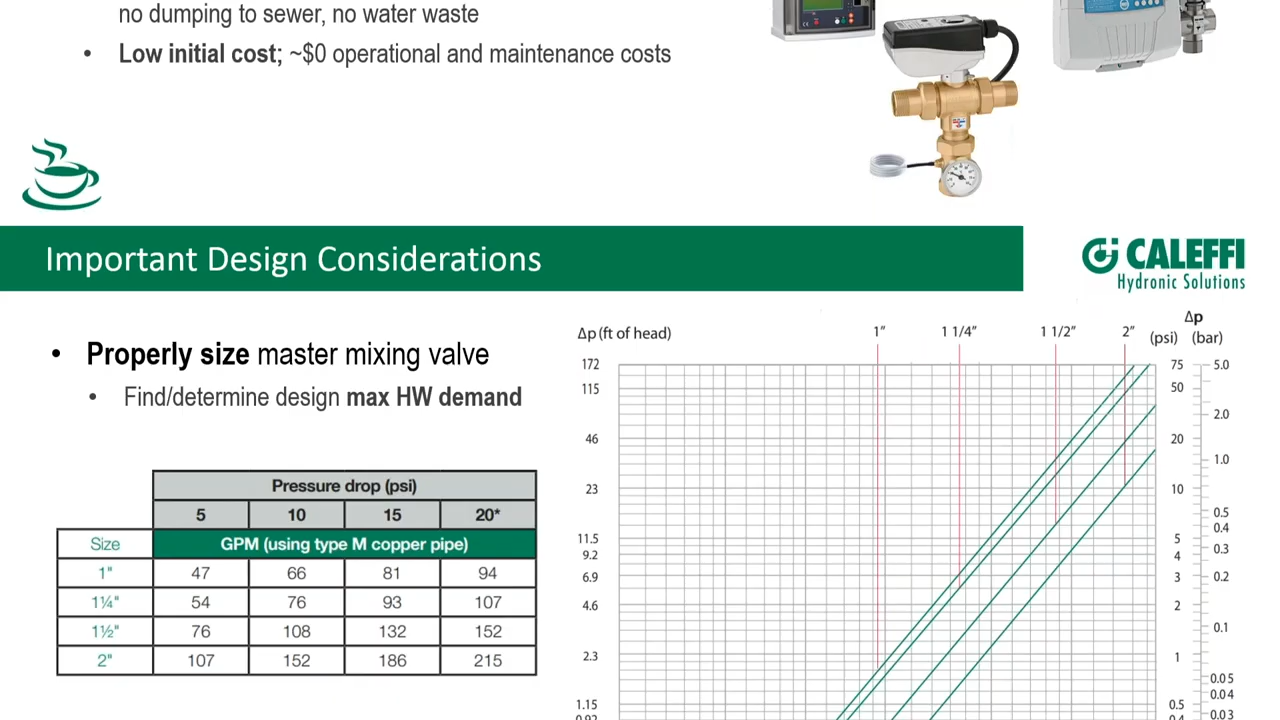 no dumping to sewer, no water waste
• Low initial cost; ~$0 operational and maintenance costs
Important Design Considerations
CALEFFI
Hydronic Solutions
• Properly size master mixing valve
• Find/determine design max HW demand
Pressure drop (psi)
5 10 15 20*
Size GPM (using type M copper pipe)
1" 47 66 81 94
1¼" 54 76 93 107
1½" 76 108 132 152
2" 107 152 186 215
Δp (ft of head) 1" 1 1/4" 1 1/2" 2" Δp
(psi) (bar)
172 75 5.0
115 50
2.0
46 20
1.0
23 10
0.5
11.5 5 0.4
9.2 4 0.3
6.9 3 0.2
4.6 2
0.1
2.3 1
0.05
0.04
1.15 0.5
0.92 0.4 0.03